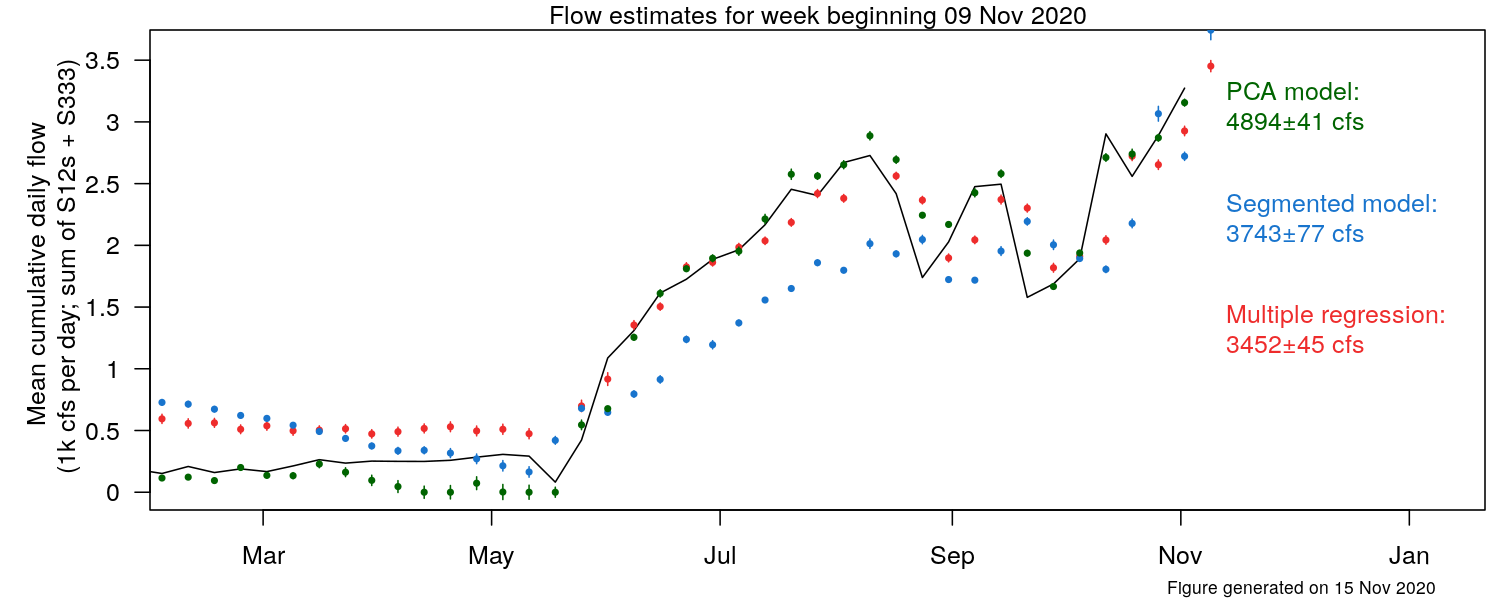 Flow estimates for week beginning 09 Nov 2020
Mean cumulative daily flow
(1k cfs per day; sum of S12s + S333)
3.5
3
2.5
2
1.5
1
0.5
0
PCA model:
4894±41 cfs
Segmented model:
3743±77 cfs
Multiple regression:
3452±45 cfs
Mar
May
Jul
Sep
Nov
Jan
Figure generated on 15 Nov 2020